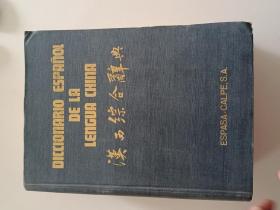 DICCIONARIO ESPAÑOL
DE LA
LENGUA CHINA
漢西綜合辭典
ESPASA-CALPE, S.A.